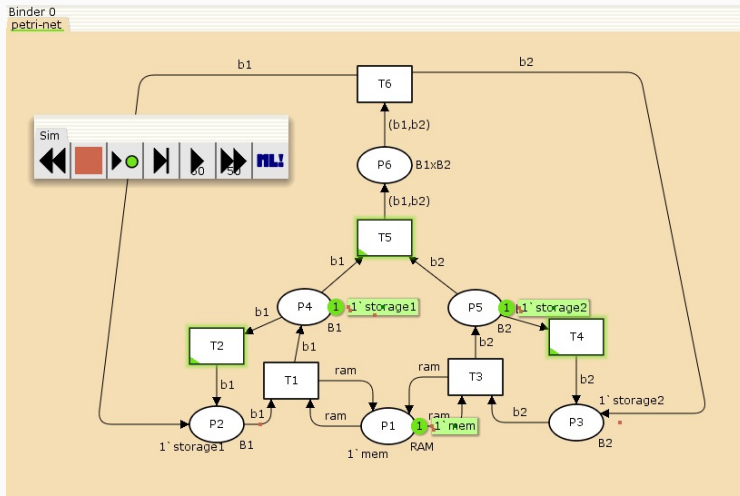 Binder 0
petri-net
b1
b2
T6
Sim
50
50
ML!
(b1,b2)
P6
B1xB2
(b1,b2)
T5
b1
b2
P4
1
1`storage1
P5
1
1`storage2
b1
B1
B2
b2
T2
b1
b2
T4
T1
ram
ram
T3
b1
b2
1`storage2
P2
b1
ram
P1
ram
1
1`mem
b2
P3
1`storage1
B1
1`mem
RAM
B2